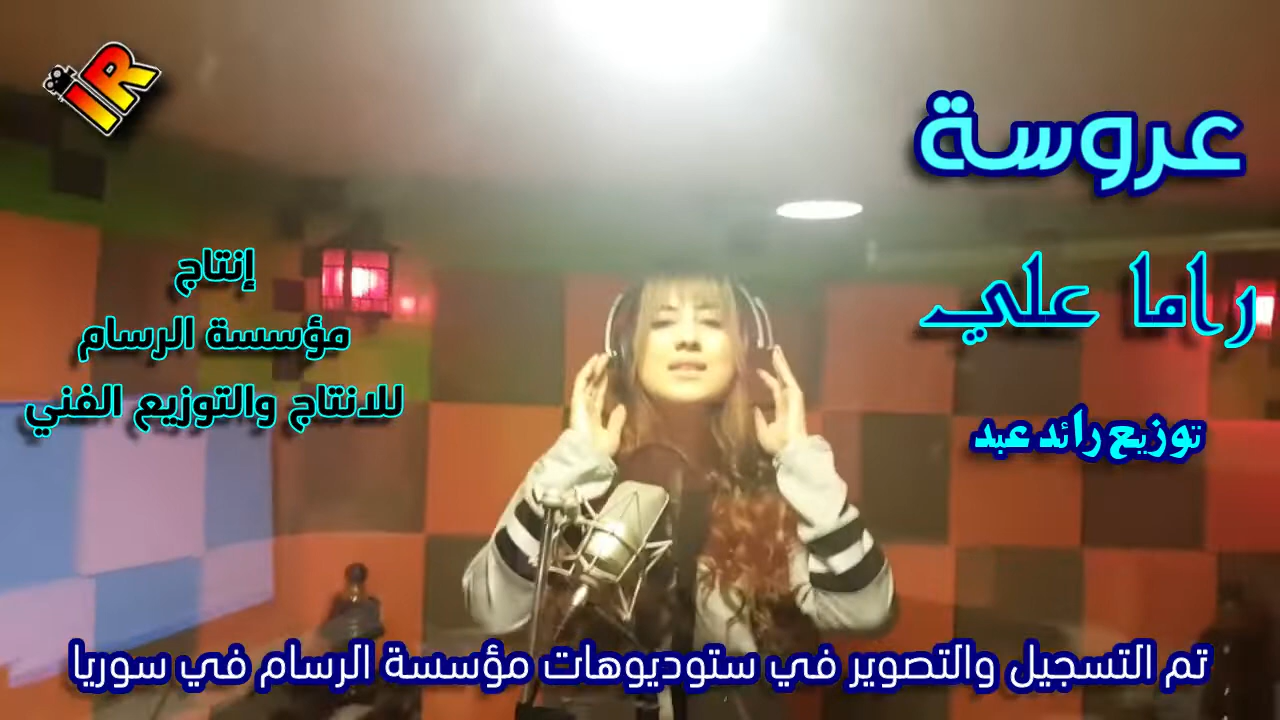 IR
عروسة
راما علي
توزيع رائد عبد
إنتاج
مؤسسة الرسام
للانتاج والتوزيع الفني
تم التسجيل والتصوير في ستوديوهات مؤسسة الرسام في سوريا